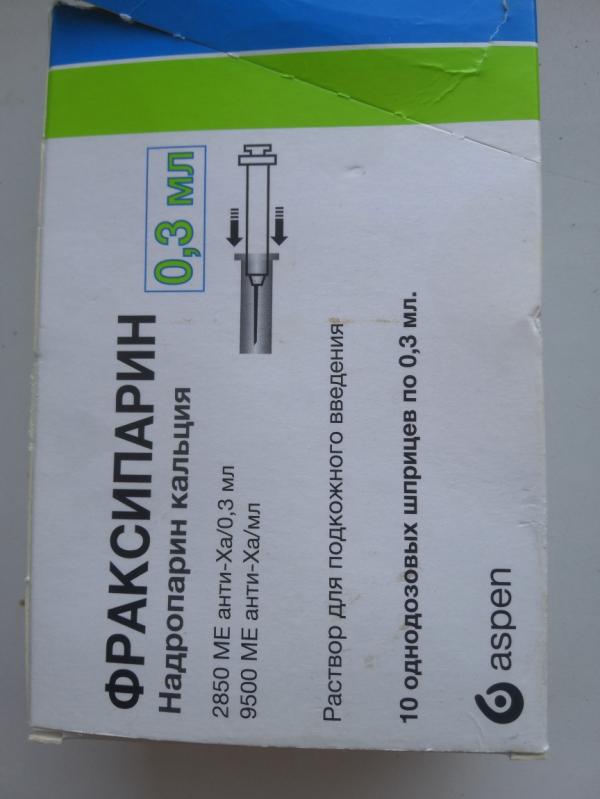 ФРАКСИПАРИН
0,3 мл
Надропарин кальция
2850 МЕ анти-Ха/0,3 мл
9500 МЕ анти-Ха/мл
Раствор для подкожного введения
10 однодозовых шприцев по 0,3 мл.
aspen